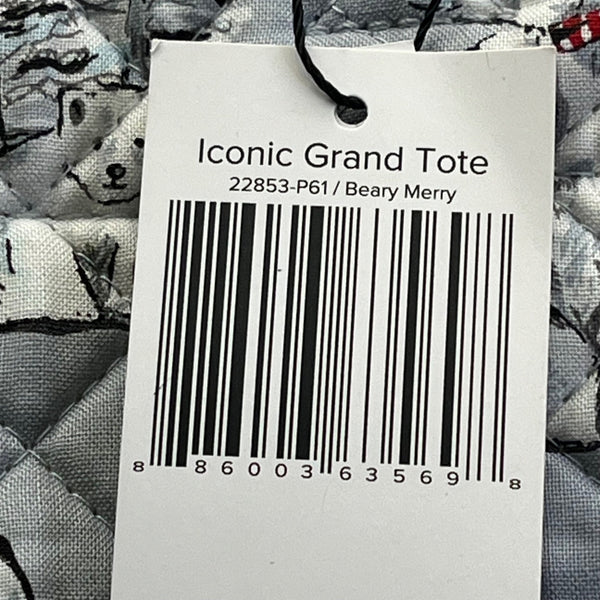 Iconic Grand Tote
22853-P61 / Beary Merry
8 86003 63569 8